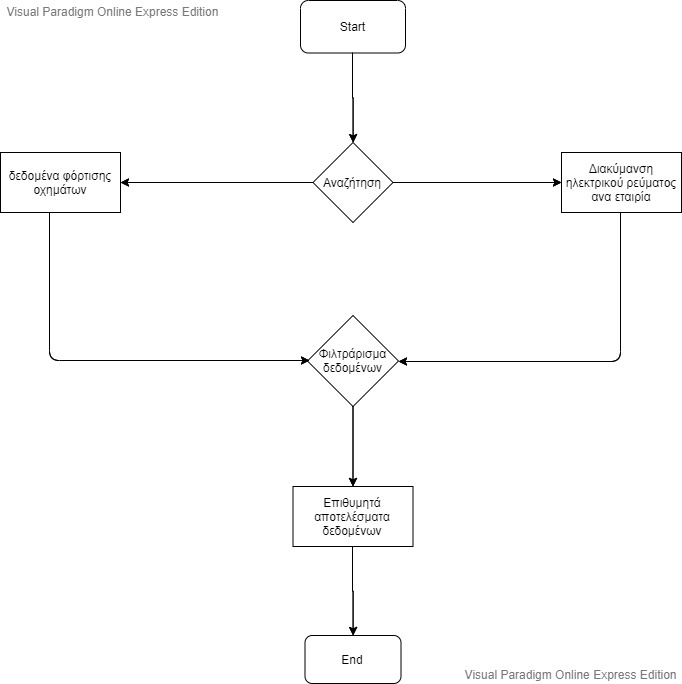 Visual Paradigm Online Express Edition
Start
δεδομένα φόρτισης
οχημάτων
Αναζήτηση
Διακύμανση
ηλεκτρικού ρεύματος
ανα εταιρία
Φιλτράρισμα
δεδομένων
Επιθυμητά
αποτελέσματα
δεδομένων
End
Visual Paradigm Online Express Edition